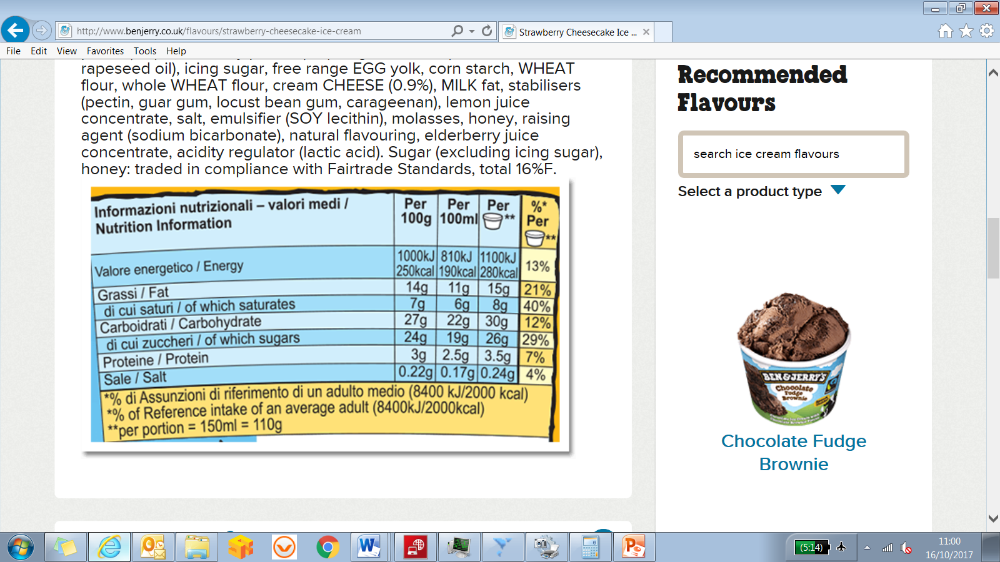 http://www.benjerry.co.uk/flavours/strawberry-cheesecake-ice-cream
Strawberry Cheesecake Ice ...
File Edit View Favorites Tools Help
rapeseed oil), icing sugar, free range EGG yolk, corn starch, WHEAT
flour, whole WHEAT flour, cream CHEESE (0.9%), MILK fat, stabilisers
(pectin, guar gum, locust bean gum, carageenan), lemon juice
concentrate, salt, emulsifier (SOY lecithin), molasses, honey, raising
agent (sodium bicarbonate), natural flavouring, elderberry juice
concentrate, acidity regulator (lactic acid). Sugar (excluding icing sugar),
honey: traded in compliance with Fairtrade Standards, total 16%F.
Informazioni nutrizionali – valori medi /
Nutrition Information
Per 100g
Per 100ml
Per **
%* Per **
Valore energetico / Energy 1000kJ 250kcal 810kJ 190kcal 1100kJ 280kcal 13%
Grassi / Fat 14g 11g 15g 21%
di cui saturi / of which saturates 7g 6g 8g 40%
Carboidrati / Carbohydrate 27g 22g 30g 12%
di cui zuccheri / of which sugars 24g 19g 26g 29%
Proteine / Protein 3g 2.5g 3.5g 7%
Sale / Salt 0.22g 0.17g 0.24g 4%
*% di Assunzioni di riferimento di un adulto medio (8400 kJ/2000 kcal)
*% of Reference intake of an average adult (8400kJ/2000kcal)
**per portion = 150ml = 110g
Recommended
Flavours
search ice cream flavours
Select a product type
BEN & JERRY'S
Chocolate
Fudge
Brownie
Chocolate Fudge
Brownie
(5:14)
11:00
16/10/2017